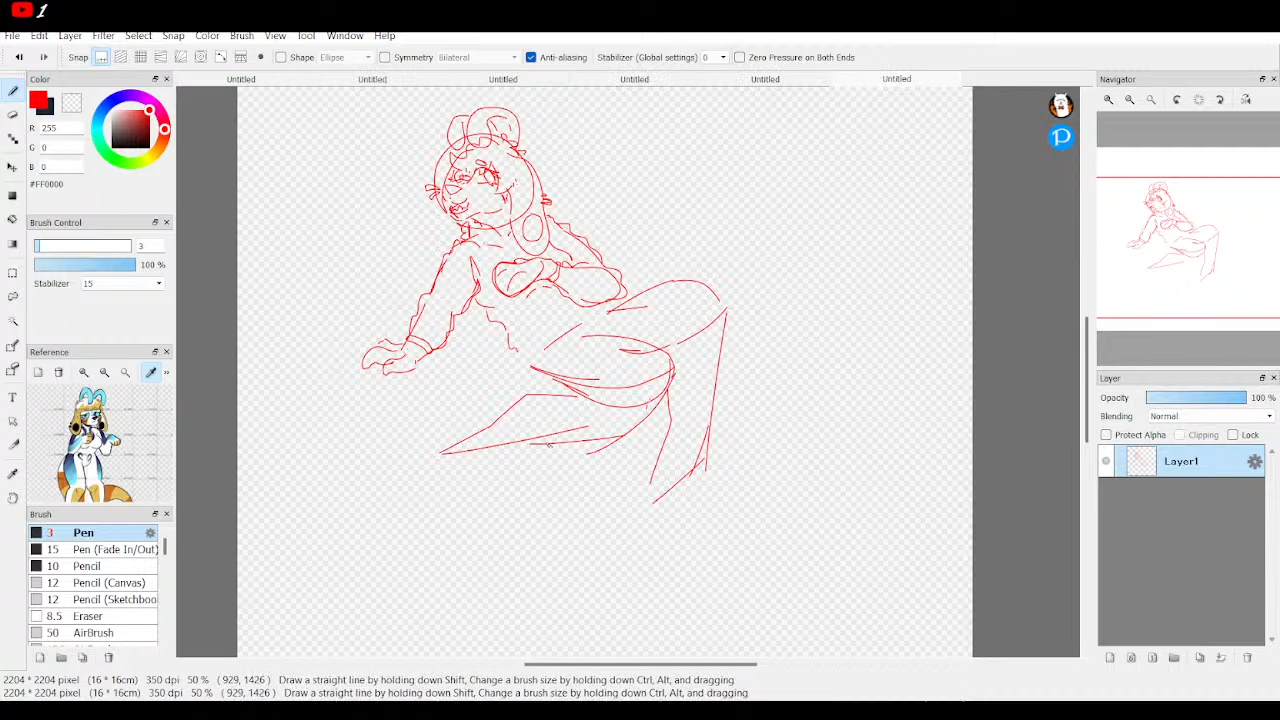 1
File Edit Layer Filter Select Snap Color Brush View Tool Window Help
Snap Shape Ellipse Symmetry Bilateral Anti-aliasing Stabilizer (Global settings) 0 Zero Pressure on Both Ends
Color
Untitled Untitled Untitled Untitled Untitled Untitled
Navigator
R 255
G 0
B 0
#FF0000
Brush Control
3
100 %
Stabilizer 15
Reference
Brush
3 Pen
15 Pen (Fade In/Out)
10 Pencil
12 Pencil (Canvas)
12 Pencil (Sketchboo
8.5 Eraser
50 AirBrush
Layer
Opacity 100 %
Blending Normal
Protect Alpha Clipping Lock
Layer1
2204 * 2204 pixel (16 * 16cm) 350 dpi 50 % ( 929, 1426 ) Draw a straight line by holding down Shift, Change a brush size by holding down Ctrl, Alt, and dragging
2204 * 2204 pixel (16 * 16cm) 350 dpi 50 % ( 929, 1426 ) Draw a straight line by holding down Shift, Change a brush size by holding down Ctrl, Alt, and dragging